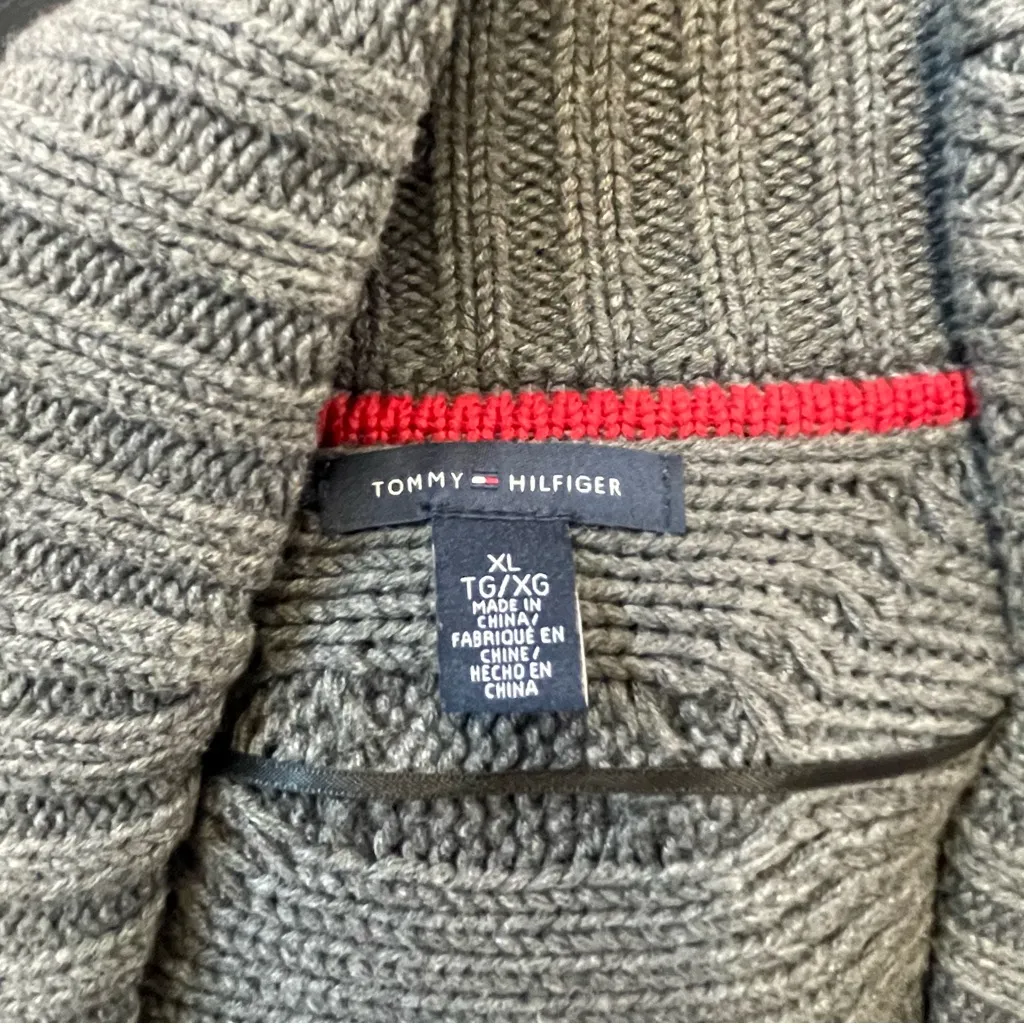 TOMMY HILFIGER
XL
TG/XG
MADE IN
CHINA/
FABRIQUÉ EN
CHINE/
HECHO EN
CHINA